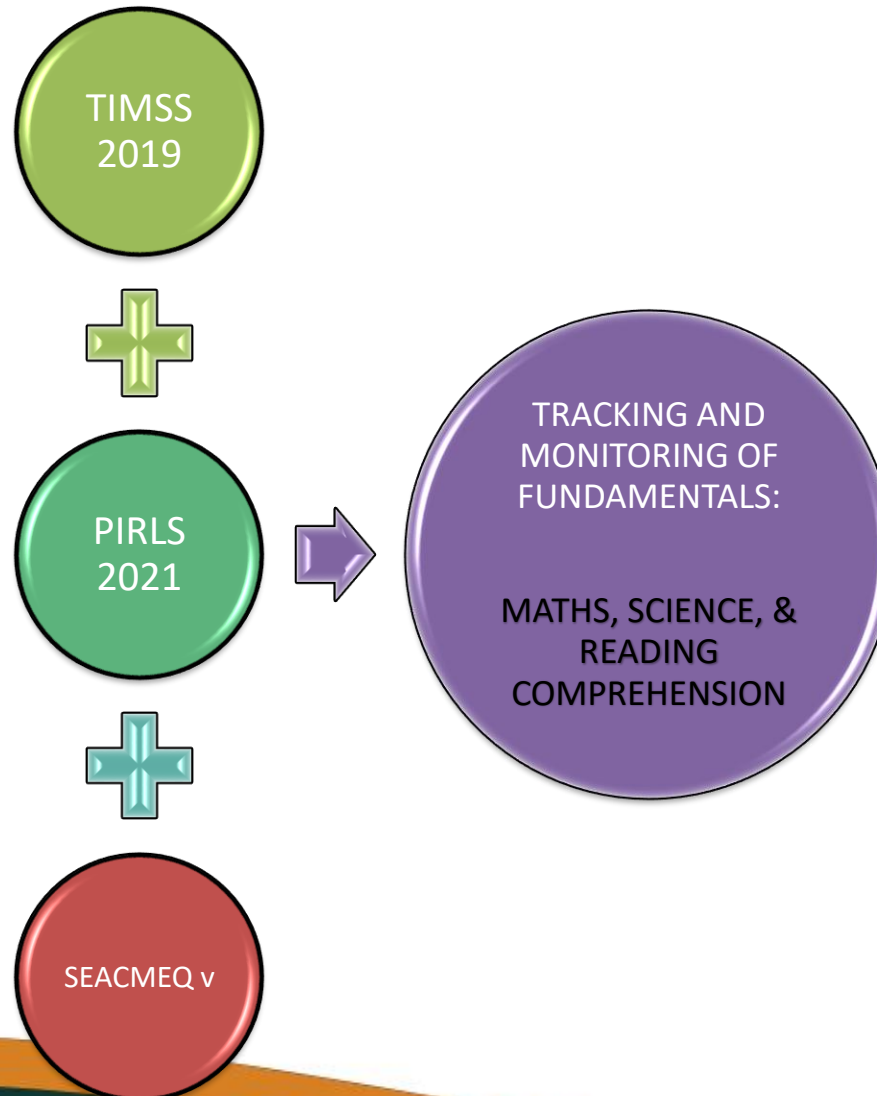 TIMSS
2019
PIRLS
2021
SEACMEQ v
TRACKING AND
MONITORING OF
FUNDAMENTALS:
MATHS, SCIENCE, &
READING
COMPREHENSION